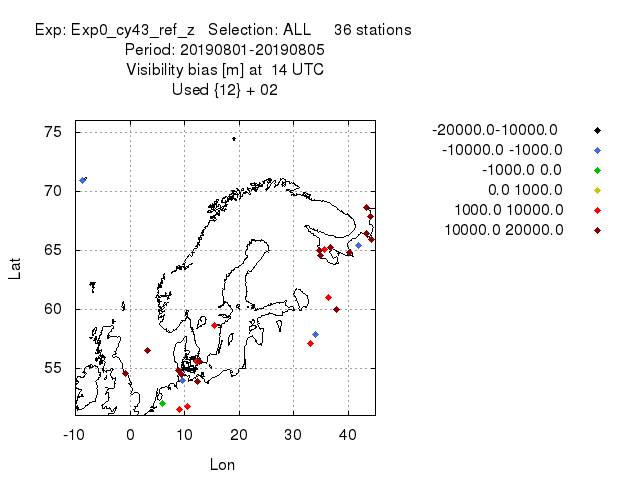 Exp: Exp0_cy43_ref_z   Selection: ALL     36 stations
Period: 20190801-20190805
Visibility bias [m] at  14 UTC
Used {12} + 02
-20000.0-10000.0
-10000.0 -1000.0
-1000.0 0.0
0.0 1000.0
1000.0 10000.0
10000.0 20000.0
75
70
65
60
55
Lat
-10 0 10 20 30 40
Lon